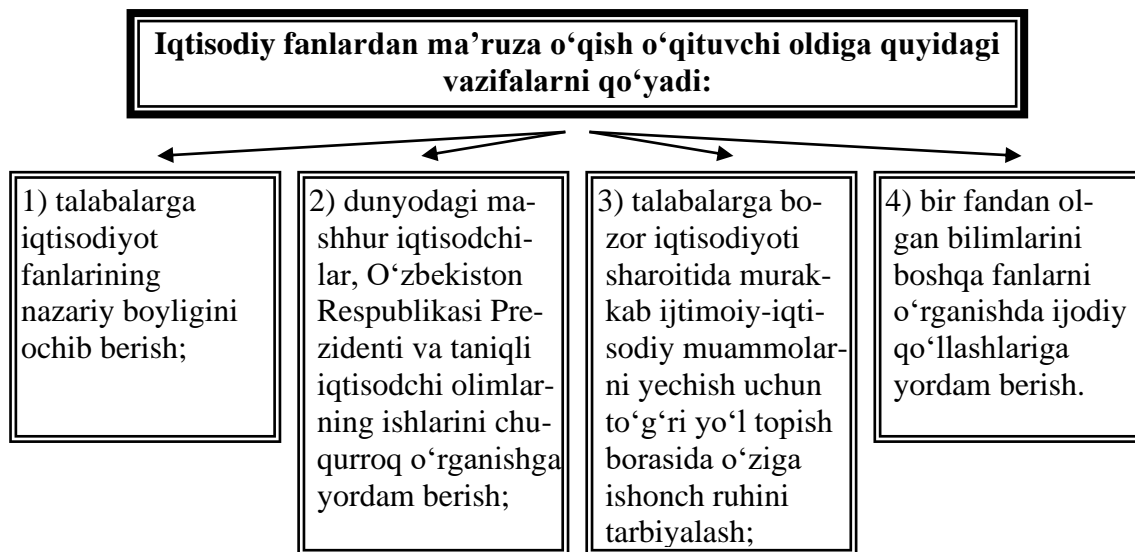 Iqtisodiy fanlardan ma’ruza o‘qish o‘qituvchi oldiga quyidagi
vazifalarni qo‘yadi:
1) talabalarga
iqtisodiyot
fanlarining
nazariy boyligini
ochib berish;
2) dunyodagi ma-
shhur iqtisodchi-
lar, O‘zbekiston
Respublikasi Pre-
zidenti va taniqli
iqtisodchi olimlar-
ning ishlarini chu-
qurroq o‘rganishga
yordam berish;
3) talabalarga bo-
zor iqtisodiyoti
sharoitida murak-
kab ijtimoiy-iqti-
sodiy muammolar-
ni yechish uchun
to‘g‘ri yo‘l topish
borasida o‘ziga
ishonch ruhini
tarbiyalash;
4) bir fandan ol-
gan bilimlarini
boshqa fanlarni
o‘rganishda ijodiy
qo‘llashlariga
yordam berish.